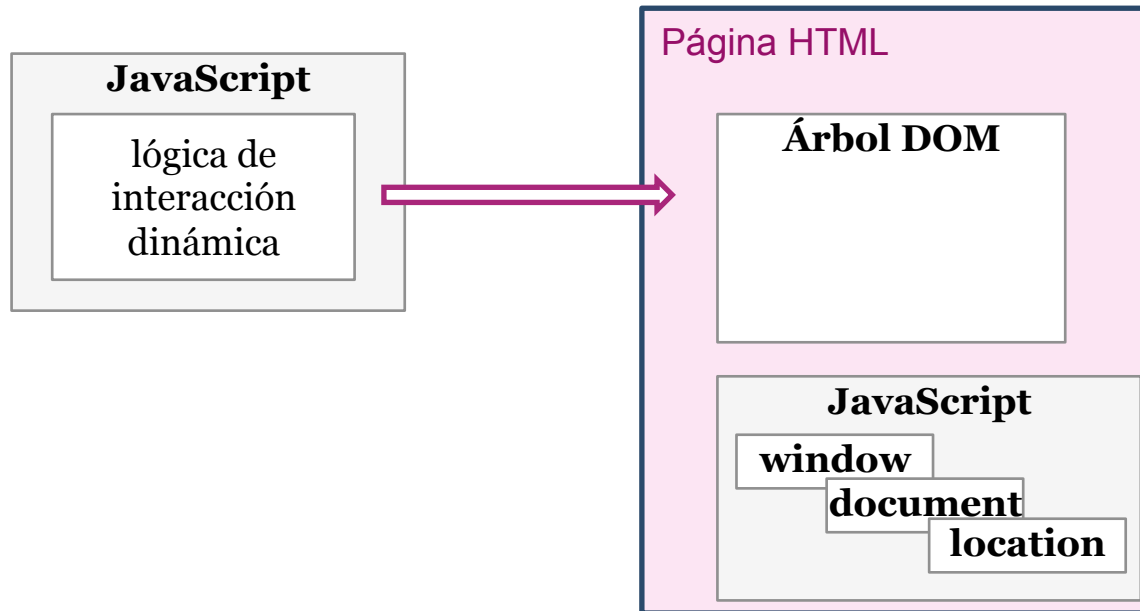 JavaScript
lógica de
interacción
dinámica
Página HTML
Árbol DOM
JavaScript
window
document
location